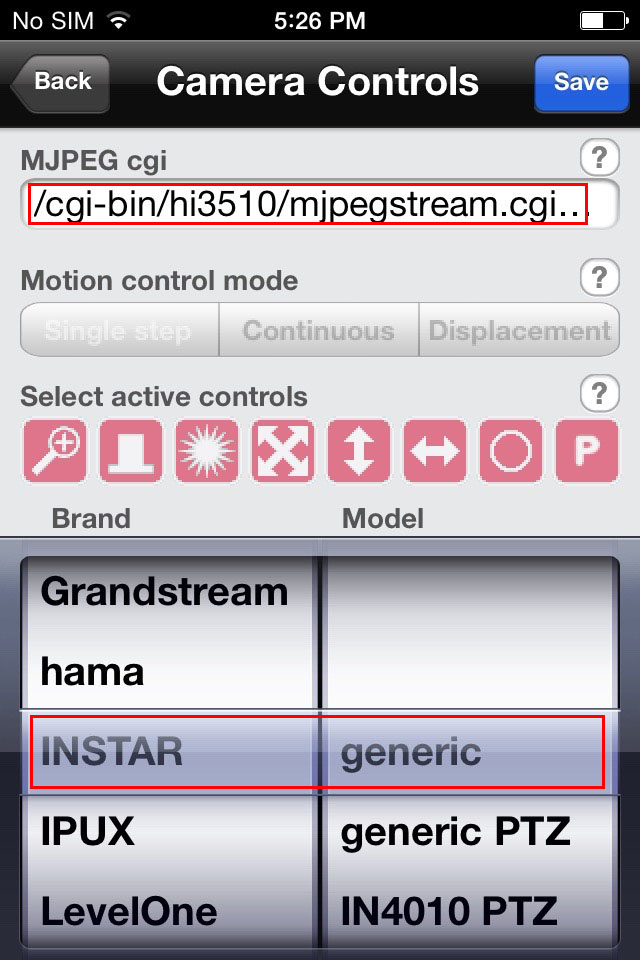 No SIM 5:26 PM
Back Camera Controls Save
MJPEG cgi ?
/cgi-bin/hi3510/mjpegstream.cgi...
Motion control mode ?
Single step Continuous Displacement
Select active controls ?
P
Brand Model
Grandstream
hama
INSTAR generic
IPUX generic PTZ
LevelOne IN4010 PTZ